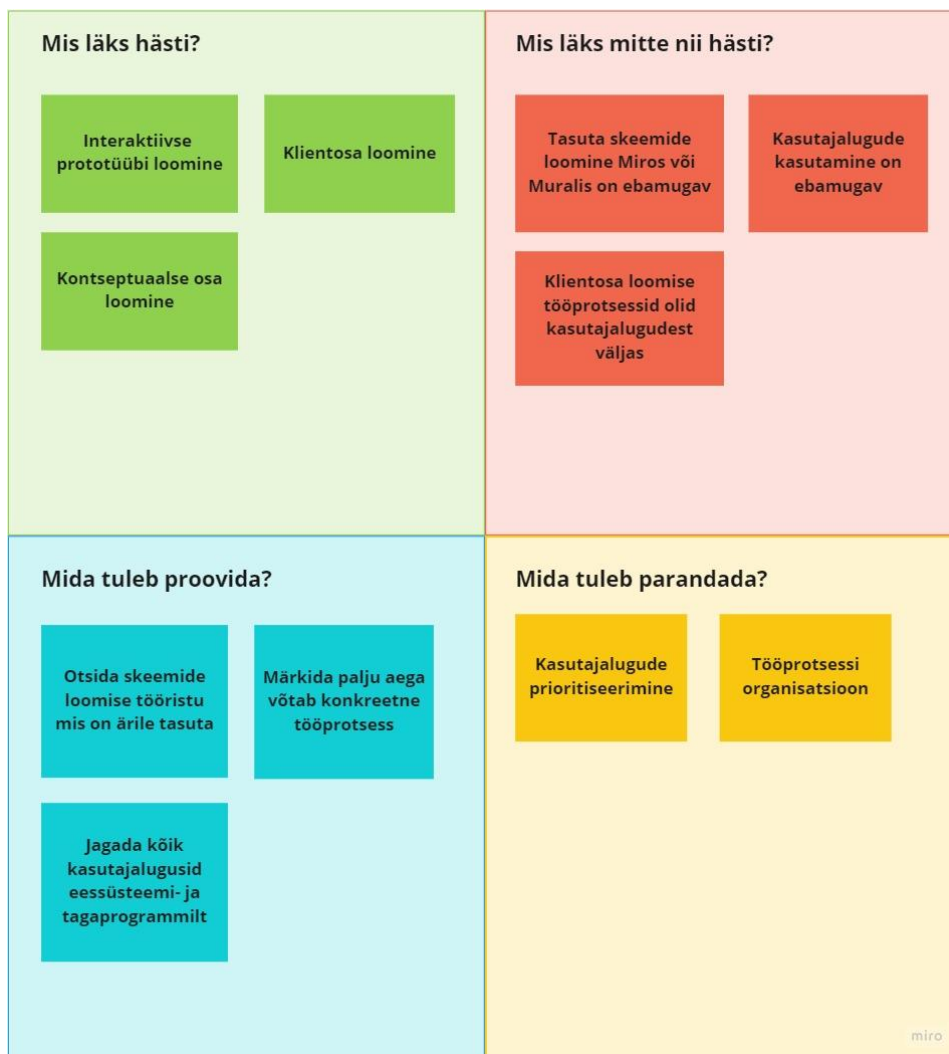 Mis läks hästi?
Interaktiivse
prototüübi loomine
Klientosa loomine
Kontseptuaalse osa
loomine
Mis läks mitte nii hästi?
Tasuta skeemide
loomine Miros või
Muralis on ebamugav
Kasutajalugude
kasutamine on
ebamugav
Klientosa loomise
tööprotsessid olid
kasutajalugudest
väljas
Mida tuleb proovida?
Otsida skeemide
loomise tööristu
mis on ärile tasuta
Märkida palju aega
võtab konkreetne
tööprotsess
Jagada kõik
kasutajalugusid
eessüsteemi- ja
tagaprogrammilt
Mida tuleb parandada?
Kasutajalugude
prioritiseerimine
Tööprotsessi
organisatsioon
miro